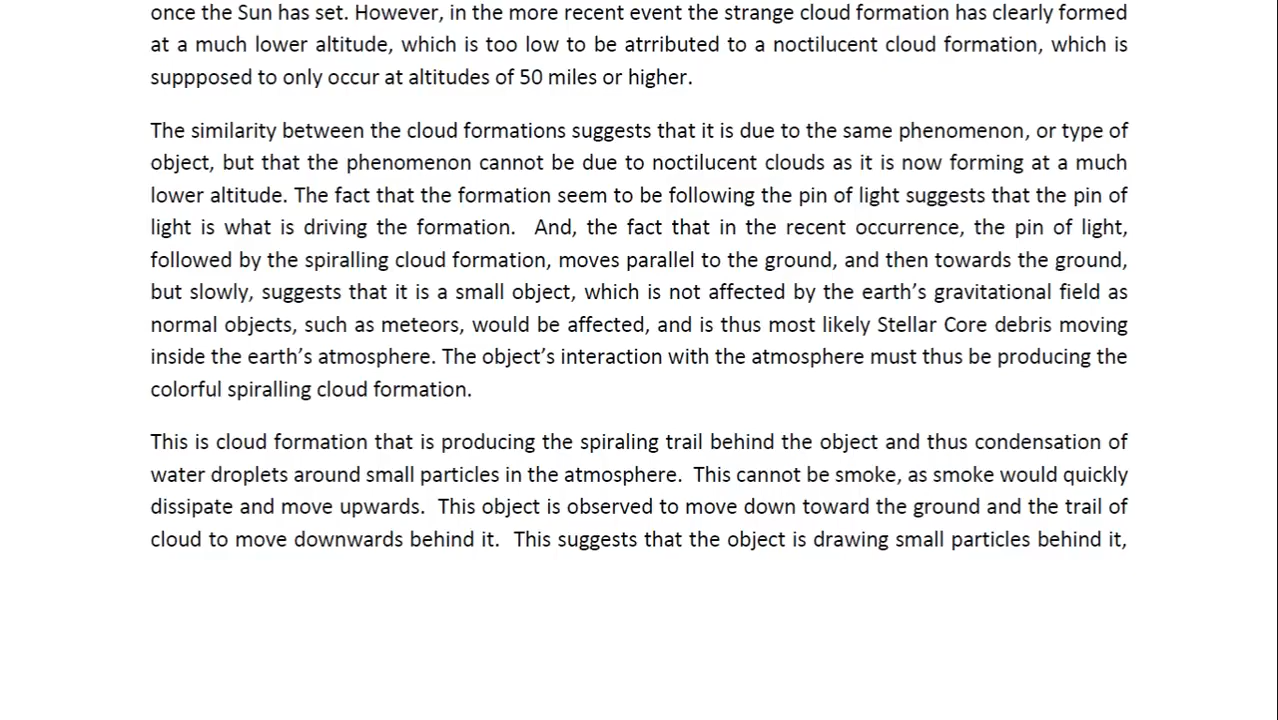 once the Sun has set. However, in the more recent event the strange cloud formation has clearly formed
at a much lower altitude, which is too low to be atrributed to a noctilucent cloud formation, which is
suppposed to only occur at altitudes of 50 miles or higher.
The similarity between the cloud formations suggests that it is due to the same phenomenon, or type of
object, but that the phenomenon cannot be due to noctilucent clouds as it is now forming at a much
lower altitude. The fact that the formation seem to be following the pin of light suggests that the pin of
light is what is driving the formation.  And, the fact that in the recent occurrence, the pin of light,
followed by the spiralling cloud formation, moves parallel to the ground, and then towards the ground,
but slowly, suggests that it is a small object, which is not affected by the earth’s gravitational field as
normal objects, such as meteors, would be affected, and is thus most likely Stellar Core debris moving
inside the earth’s atmosphere. The object’s interaction with the atmosphere must thus be producing the
colorful spiralling cloud formation.
This is cloud formation that is producing the spiraling trail behind the object and thus condensation of
water droplets around small particles in the atmosphere.  This cannot be smoke, as smoke would quickly
dissipate and move upwards.  This object is observed to move down toward the ground and the trail of
cloud to move downwards behind it.  This suggests that the object is drawing small particles behind it,